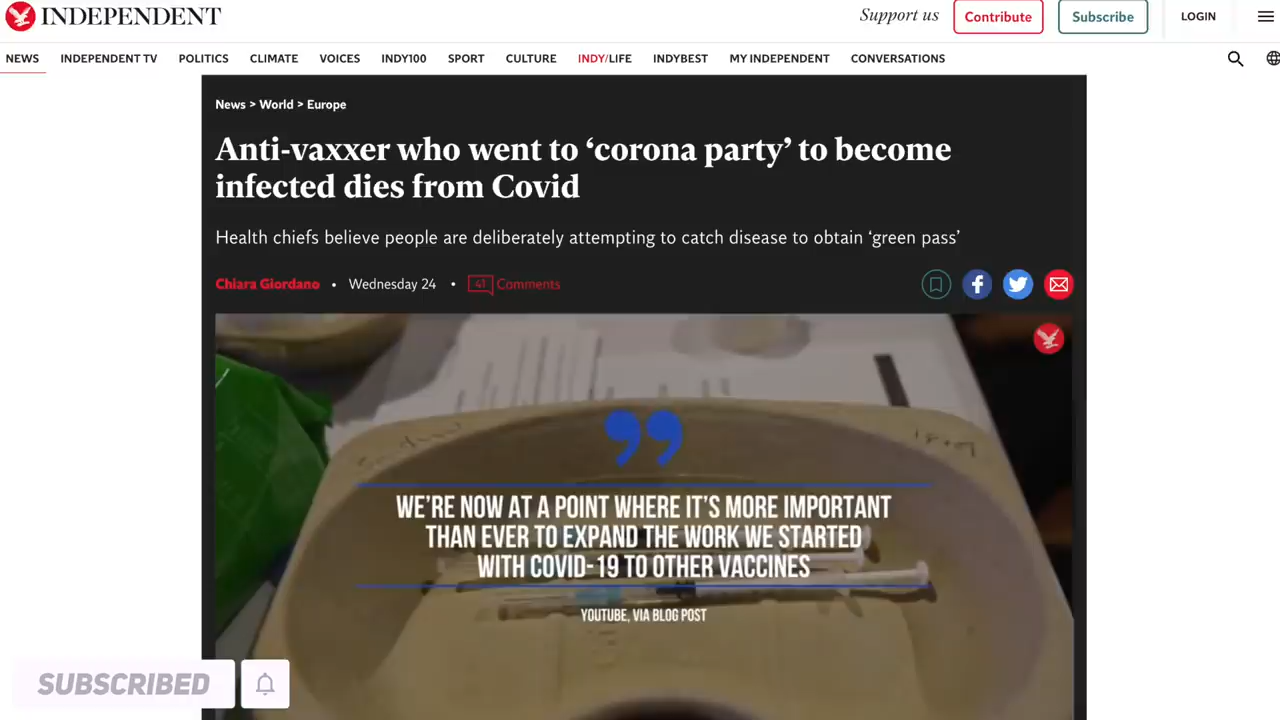 INDEPENDENT
Support us
Contribute
Subscribe
LOGIN
NEWS INDEPENDENT TV POLITICS CLIMATE VOICES INDY100 SPORT CULTURE INDY/LIFE INDYBEST MY INDEPENDENT CONVERSATIONS
News > World > Europe
Anti-vaxxer who went to ‘corona party’ to become
infected dies from Covid
Health chiefs believe people are deliberately attempting to catch disease to obtain ‘green pass’
Chiara Giordano • Wednesday 24 • 41 Comments
WE’RE NOW AT A POINT WHERE IT’S MORE IMPORTANT
THAN EVER TO EXPAND THE WORK WE STARTED
WITH COVID-19 TO OTHER VACCINES
YOUTUBE, VIA BLOG POST
SUBSCRIBED